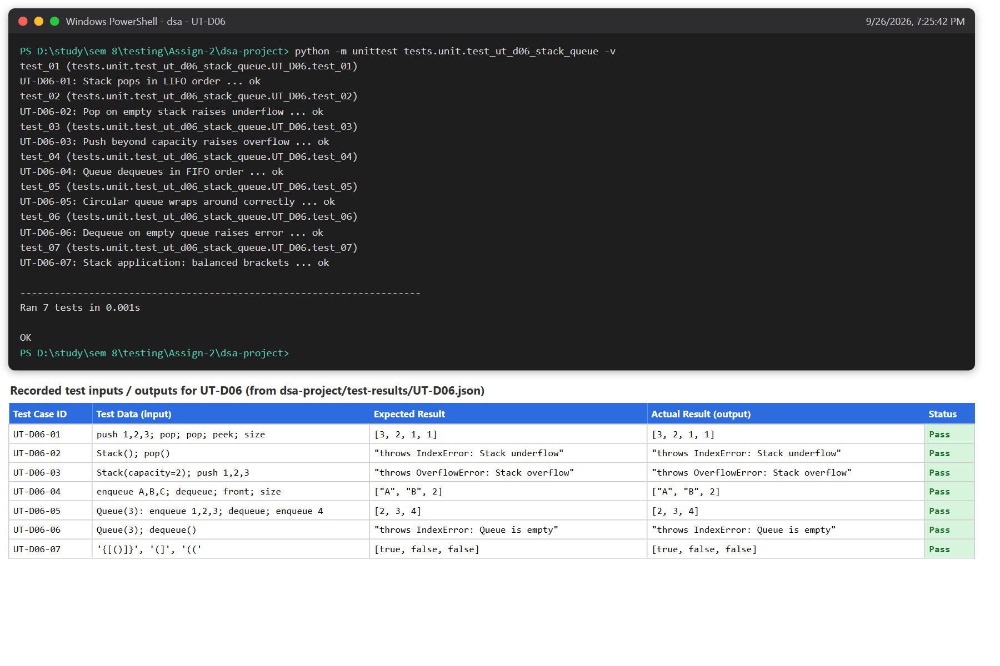 Windows PowerShell - dsa - UT-D06
9/26/2026, 7:25:42 PM
PS D:\study\sem 8\testing\Assign-2\dsa-project> python -m unittest tests.unit.test_ut_d06_stack_queue -v
test_01 (tests.unit.test_ut_d06_stack_queue.UT_D06.test_01)
UT-D06-01: Stack pops in LIFO order ... ok
test_02 (tests.unit.test_ut_d06_stack_queue.UT_D06.test_02)
UT-D06-02: Pop on empty stack raises underflow ... ok
test_03 (tests.unit.test_ut_d06_stack_queue.UT_D06.test_03)
UT-D06-03: Push beyond capacity raises overflow ... ok
test_04 (tests.unit.test_ut_d06_stack_queue.UT_D06.test_04)
UT-D06-04: Queue dequeues in FIFO order ... ok
test_05 (tests.unit.test_ut_d06_stack_queue.UT_D06.test_05)
UT-D06-05: Circular queue wraps around correctly ... ok
test_06 (tests.unit.test_ut_d06_stack_queue.UT_D06.test_06)
UT-D06-06: Dequeue on empty queue raises error ... ok
test_07 (tests.unit.test_ut_d06_stack_queue.UT_D06.test_07)
UT-D06-07: Stack application: balanced brackets ... ok
----------------------------------------------------------------------
Ran 7 tests in 0.001s
OK
PS D:\study\sem 8\testing\Assign-2\dsa-project>
Recorded test inputs / outputs for UT-D06 (from dsa-project/test-results/UT-D06.json)
Test Case ID Test Data (input) Expected Result Actual Result (output) Status
UT-D06-01 push 1,2,3; pop; pop; peek; size [3, 2, 1, 1] [3, 2, 1, 1] Pass
UT-D06-02 Stack(); pop() "throws IndexError: Stack underflow" "throws IndexError: Stack underflow" Pass
UT-D06-03 Stack(capacity=2); push 1,2,3 "throws OverflowError: Stack overflow" "throws OverflowError: Stack overflow" Pass
UT-D06-04 enqueue A,B,C; dequeue; front; size ["A", "B", 2] ["A", "B", 2] Pass
UT-D06-05 Queue(3): enqueue 1,2,3; dequeue; enqueue 4 [2, 3, 4] [2, 3, 4] Pass
UT-D06-06 Queue(3); dequeue() "throws IndexError: Queue is empty" "throws IndexError: Queue is empty" Pass
UT-D06-07 '{[()]}', '(]', '((' [true, false, false] [true, false, false] Pass